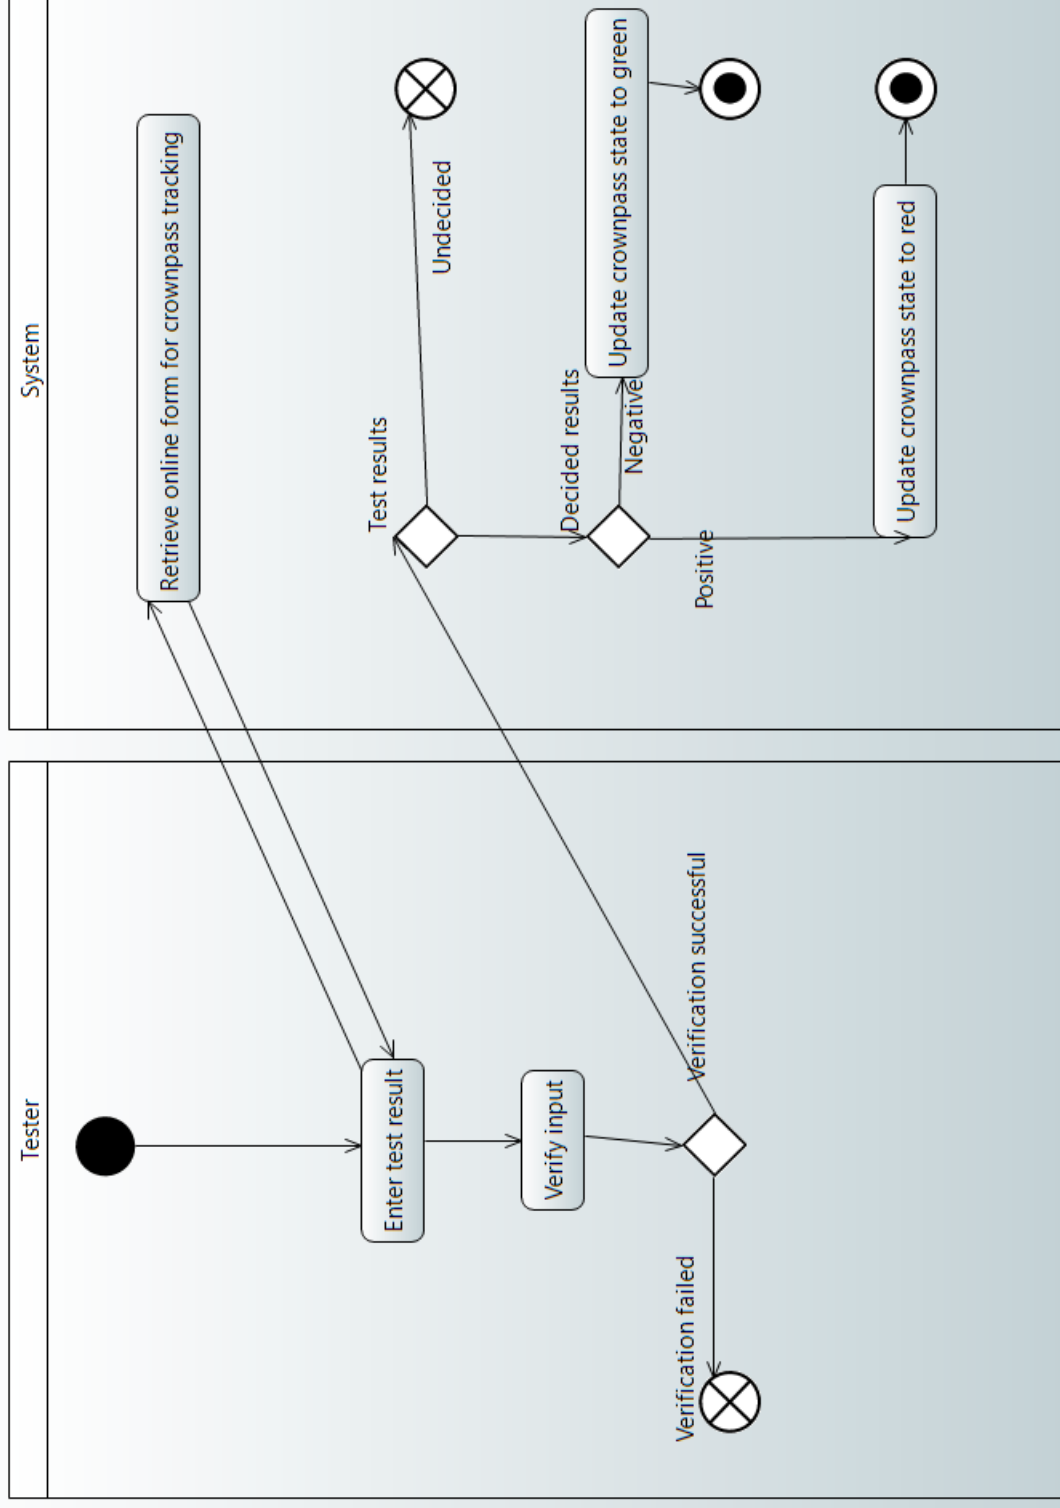 Tester
System
Retrieve online form for crownpass tracking
Enter test result
Verify input
Verification failed
Verification successful
Test results
Undecided
Decided results
Negative
Update crownpass state to green
Positive
Update crownpass state to red